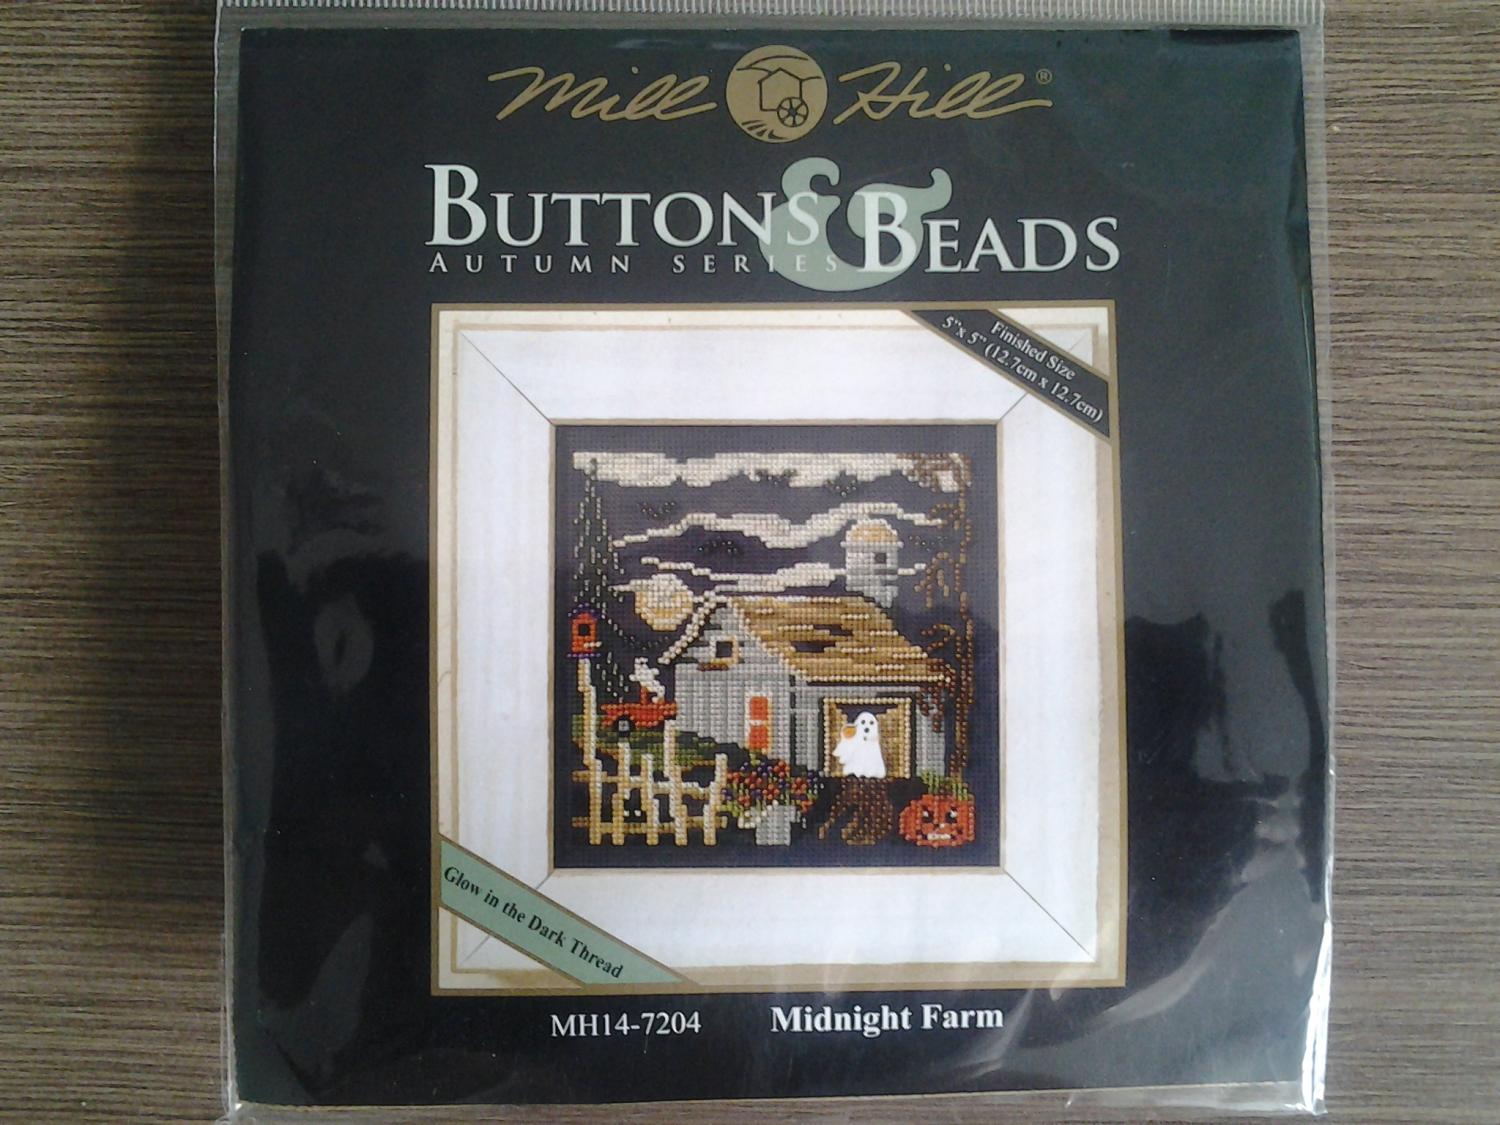 Mill Hill®
BUTTONS & BEADS
AUTUMN SERIES
Finished Size
5"x 5" (12.7cm x 12.7cm)
Glow in the Dark Thread
MH14-7204 Midnight Farm